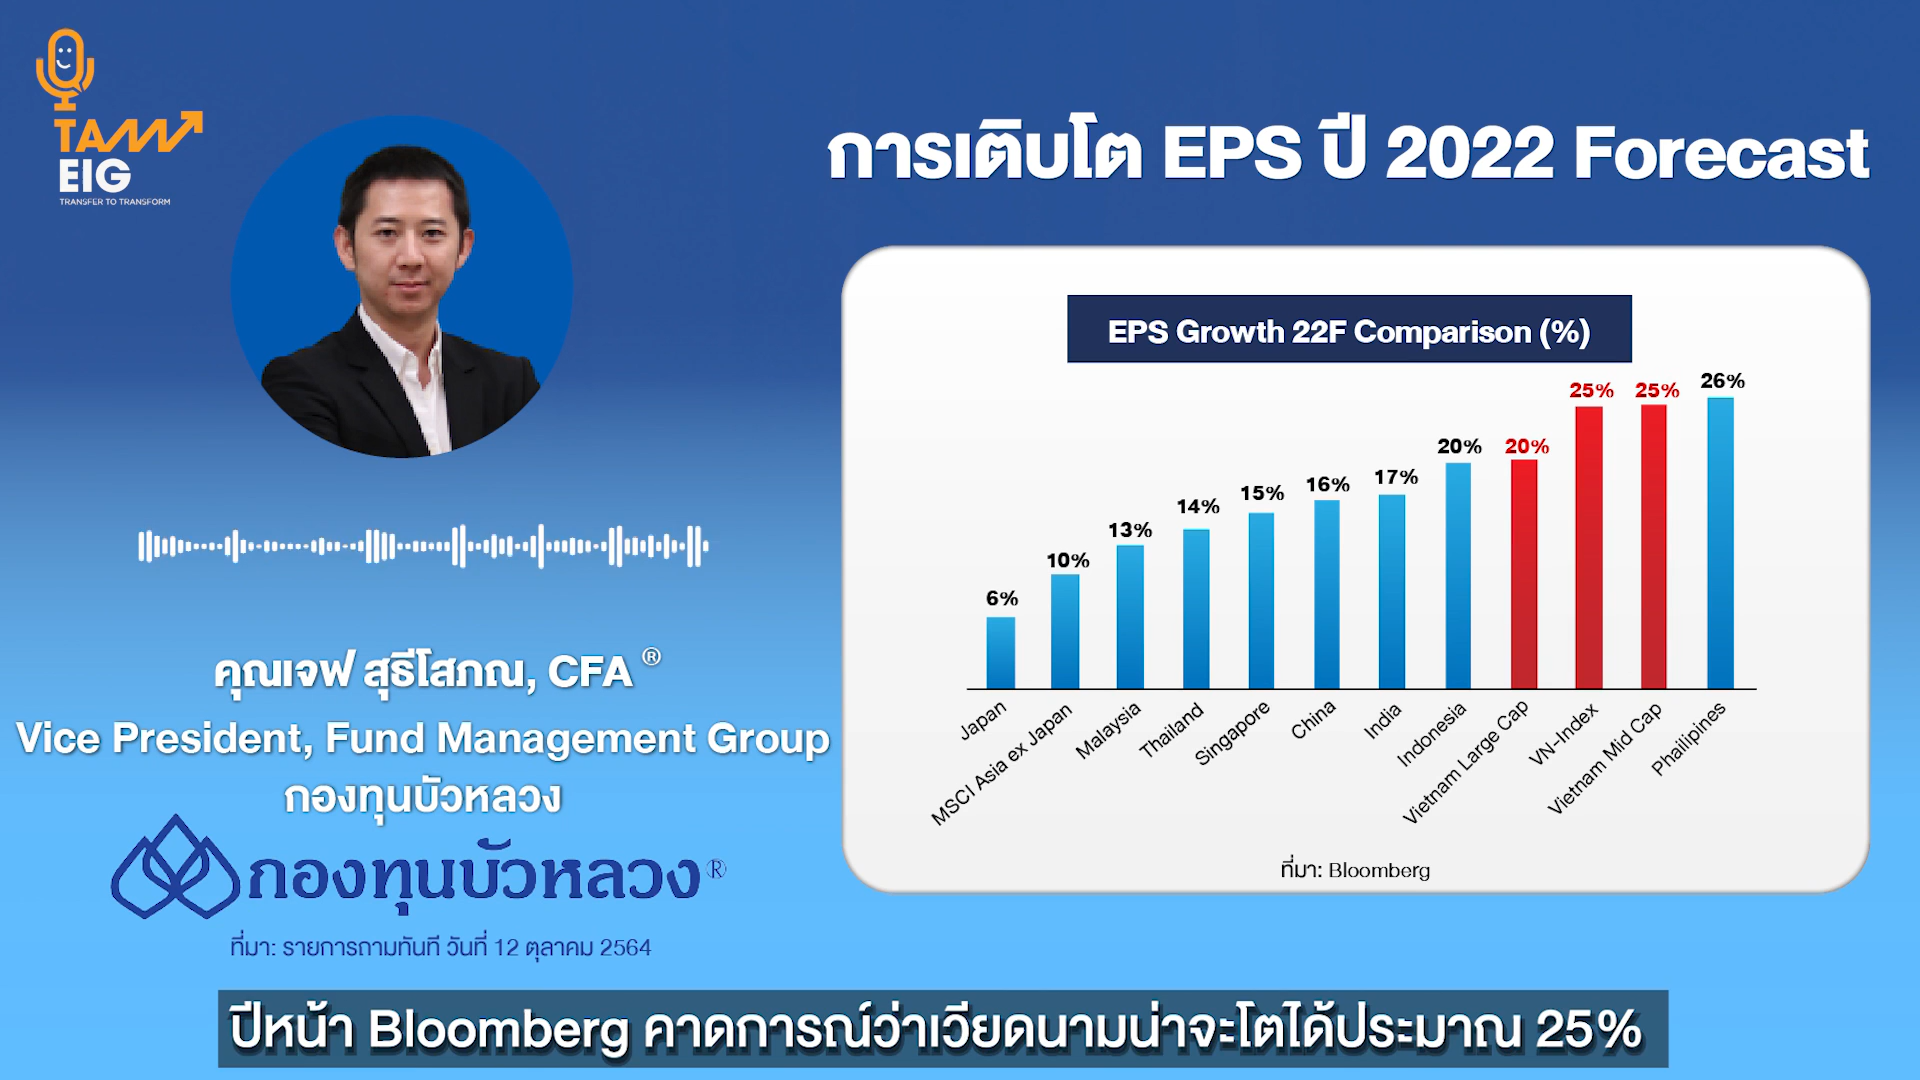 TAM
EIG
TRANSFER TO TRANSFORM
การเติบโต EPS ปี 2022 Forecast
EPS Growth 22F Comparison (%)
6%
10%
13%
14%
15%
16%
17%
20%
20%
25%
25%
26%
Japan
MSCI Asia ex Japan
Malaysia
Thailand
Singapore
China
India
Indonesia
Vietnam Large Cap
VN-Index
Vietnam Mid Cap
Phailipines
ที่มา: Bloomberg
คุณเจฟ สุธีโสภณ, CFA ®
Vice President, Fund Management Group
กองทุนบัวหลวง
กองทุนบัวหลวง®
ที่มา: รายการถามทันที วันที่ 12 ตุลาคม 2564
ปีหน้า Bloomberg คาดการณ์ว่าเวียดนามน่าจะโตได้ประมาณ 25%